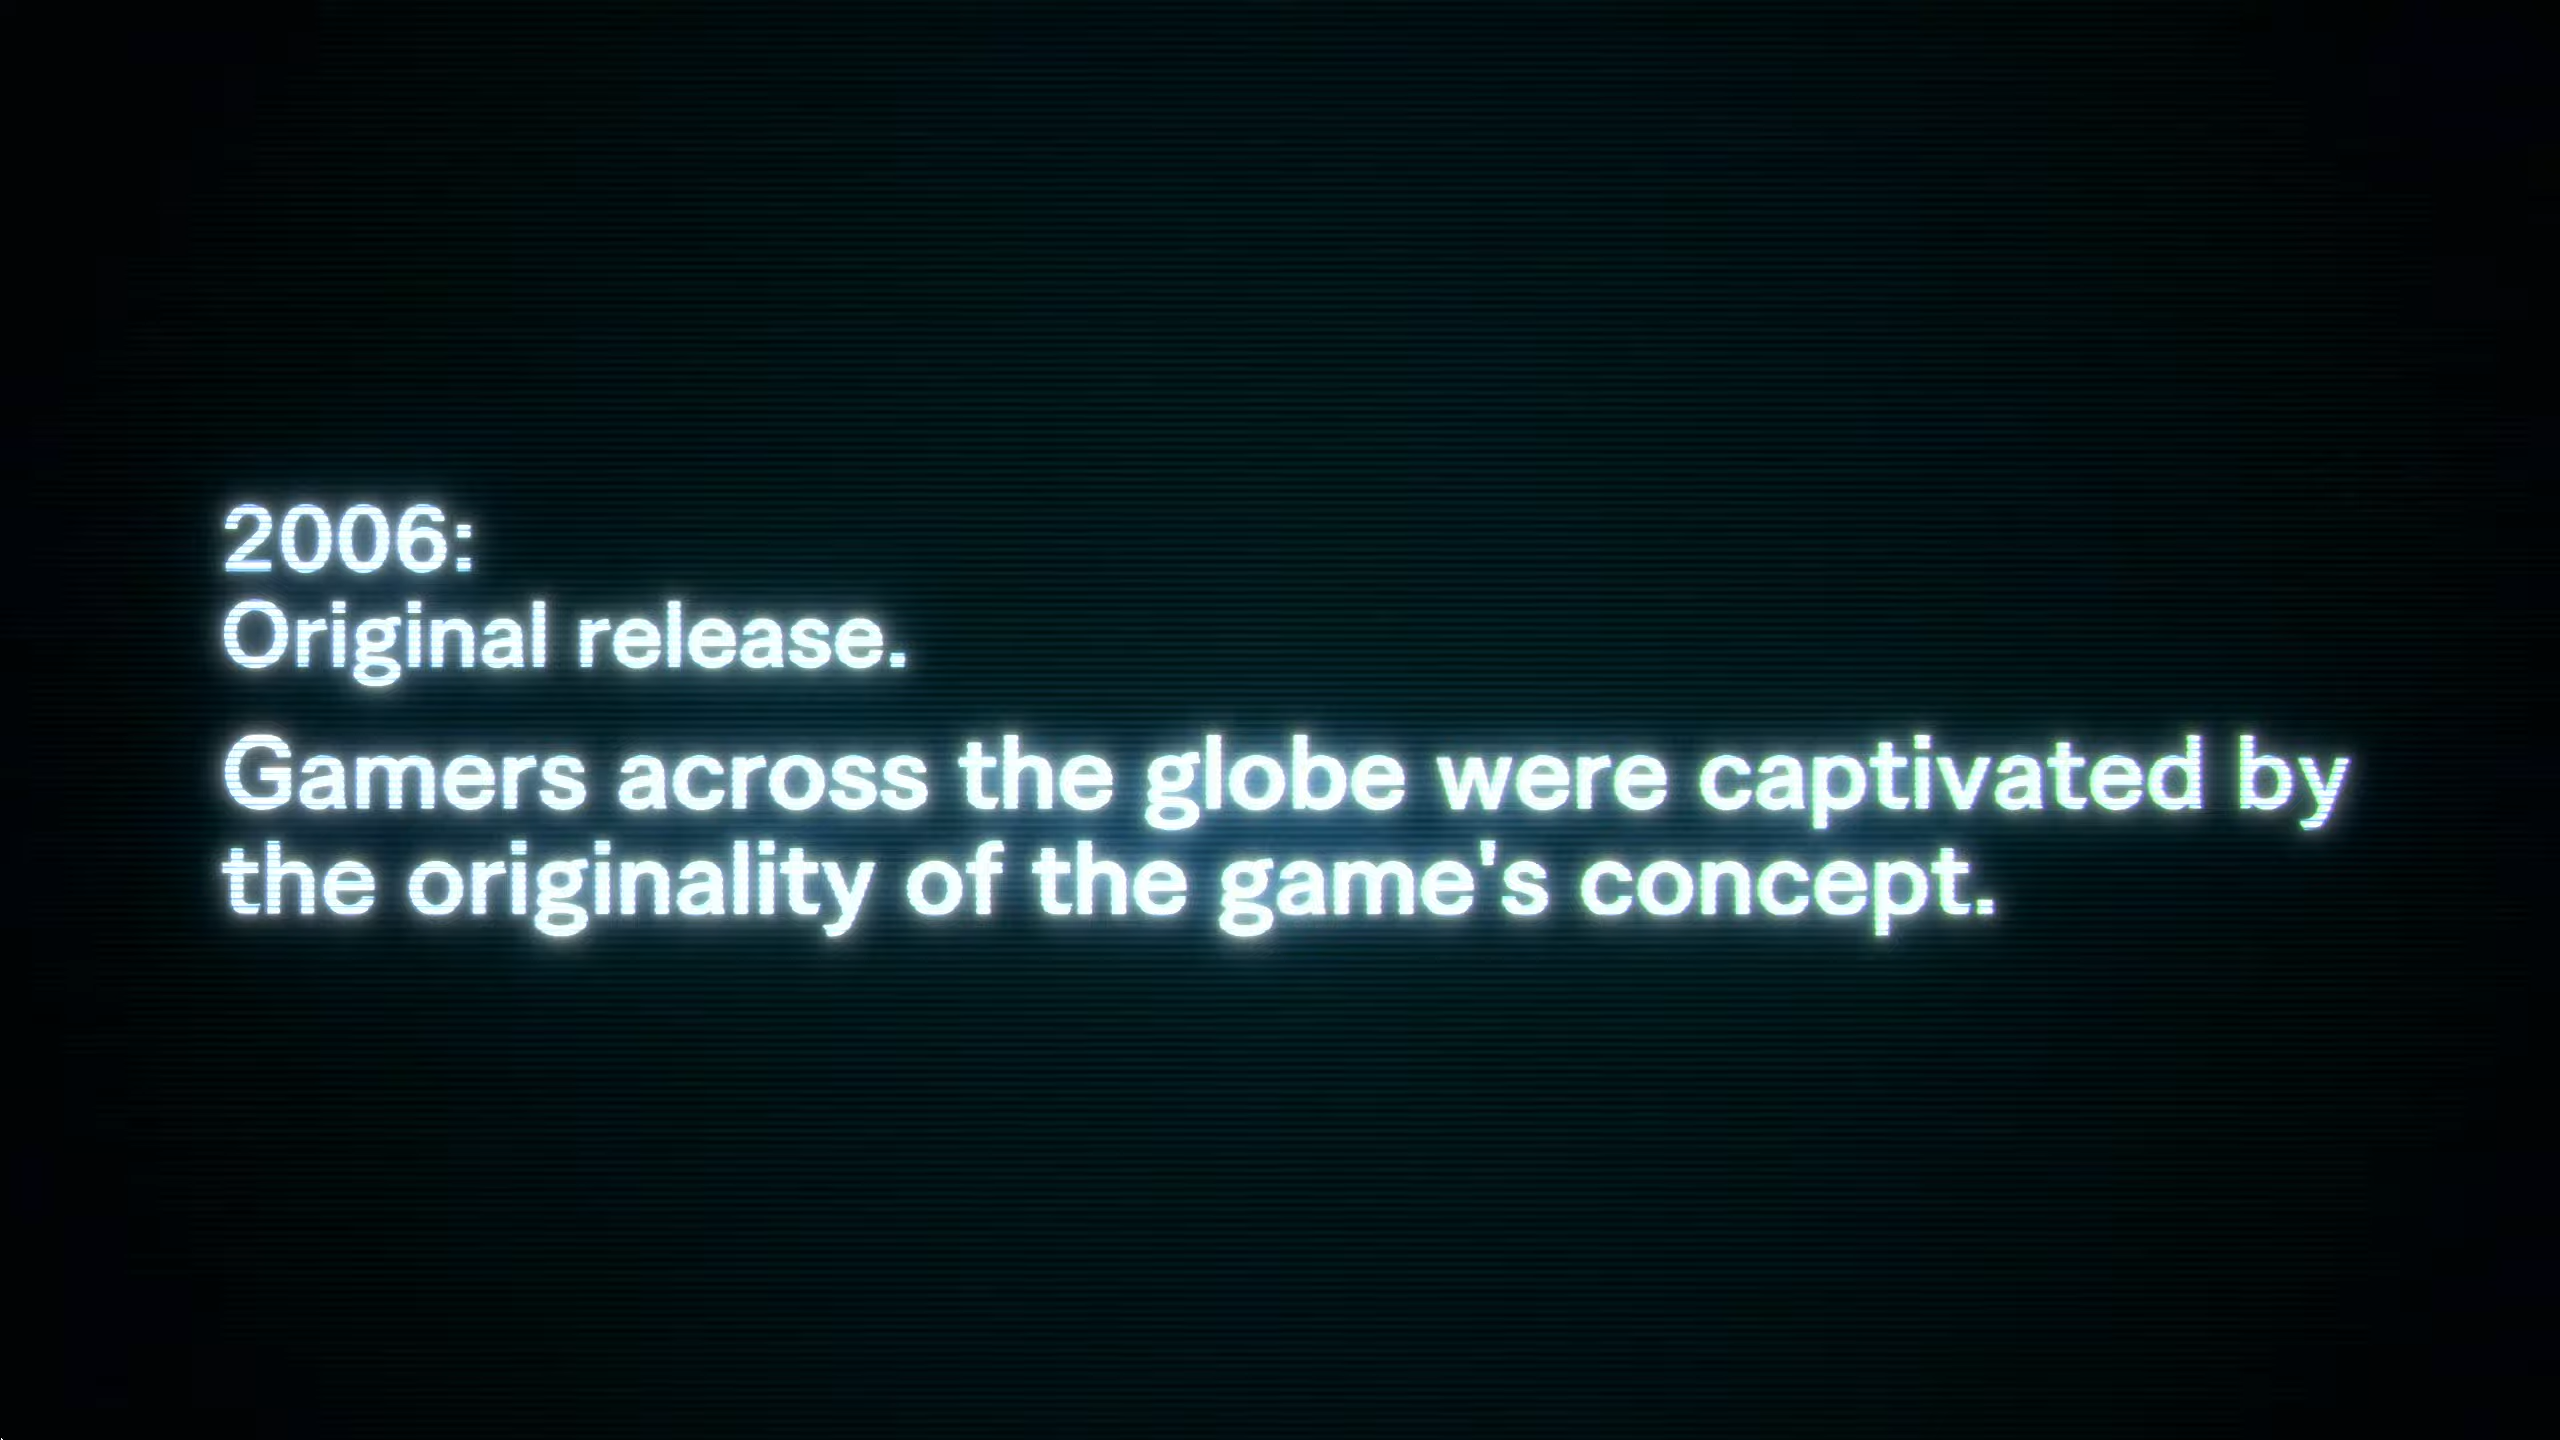 2006:
Original release.
Gamers across the globe were captivated by
the originality of the game's concept.